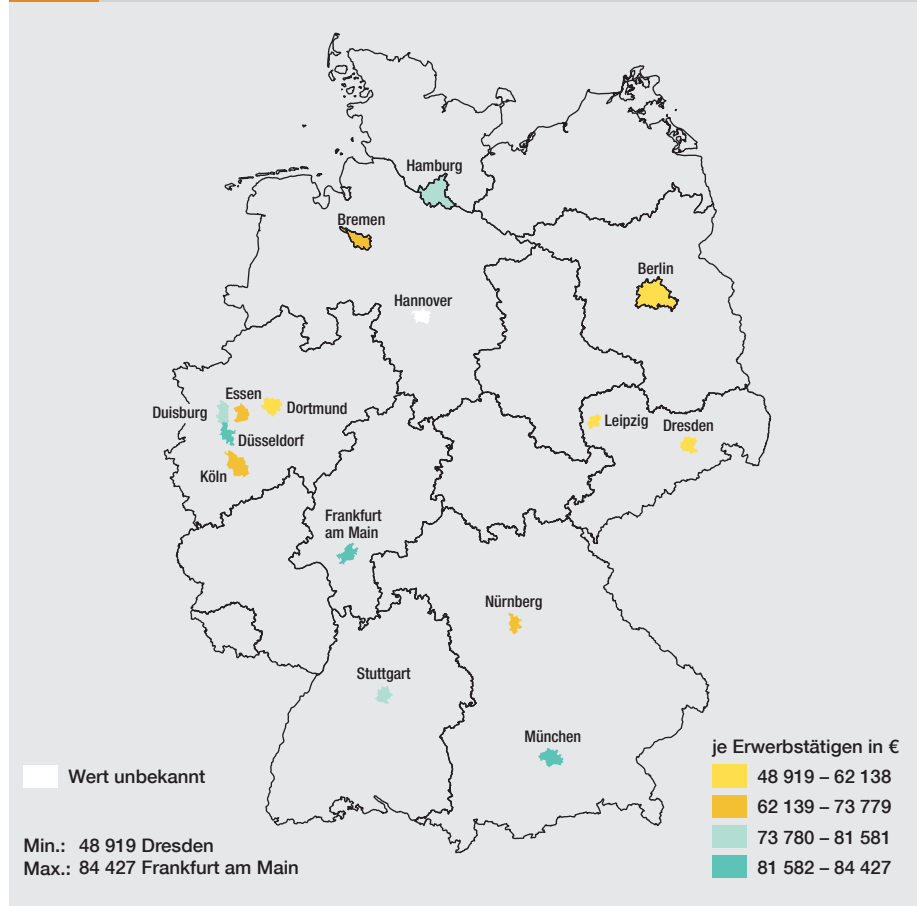 Hamburg
Bremen
Berlin
Hannover
Essen
Duisburg
Dortmund
Düsseldorf
Köln
Leipzig
Dresden
Frankfurt
am Main
Nürnberg
Stuttgart
München
Wert unbekannt
Min.: 48 919 Dresden
Max.: 84 427 Frankfurt am Main
je Erwerbstätigen in €
48 919 – 62 138
62 139 – 73 779
73 780 – 81 581
81 582 – 84 427